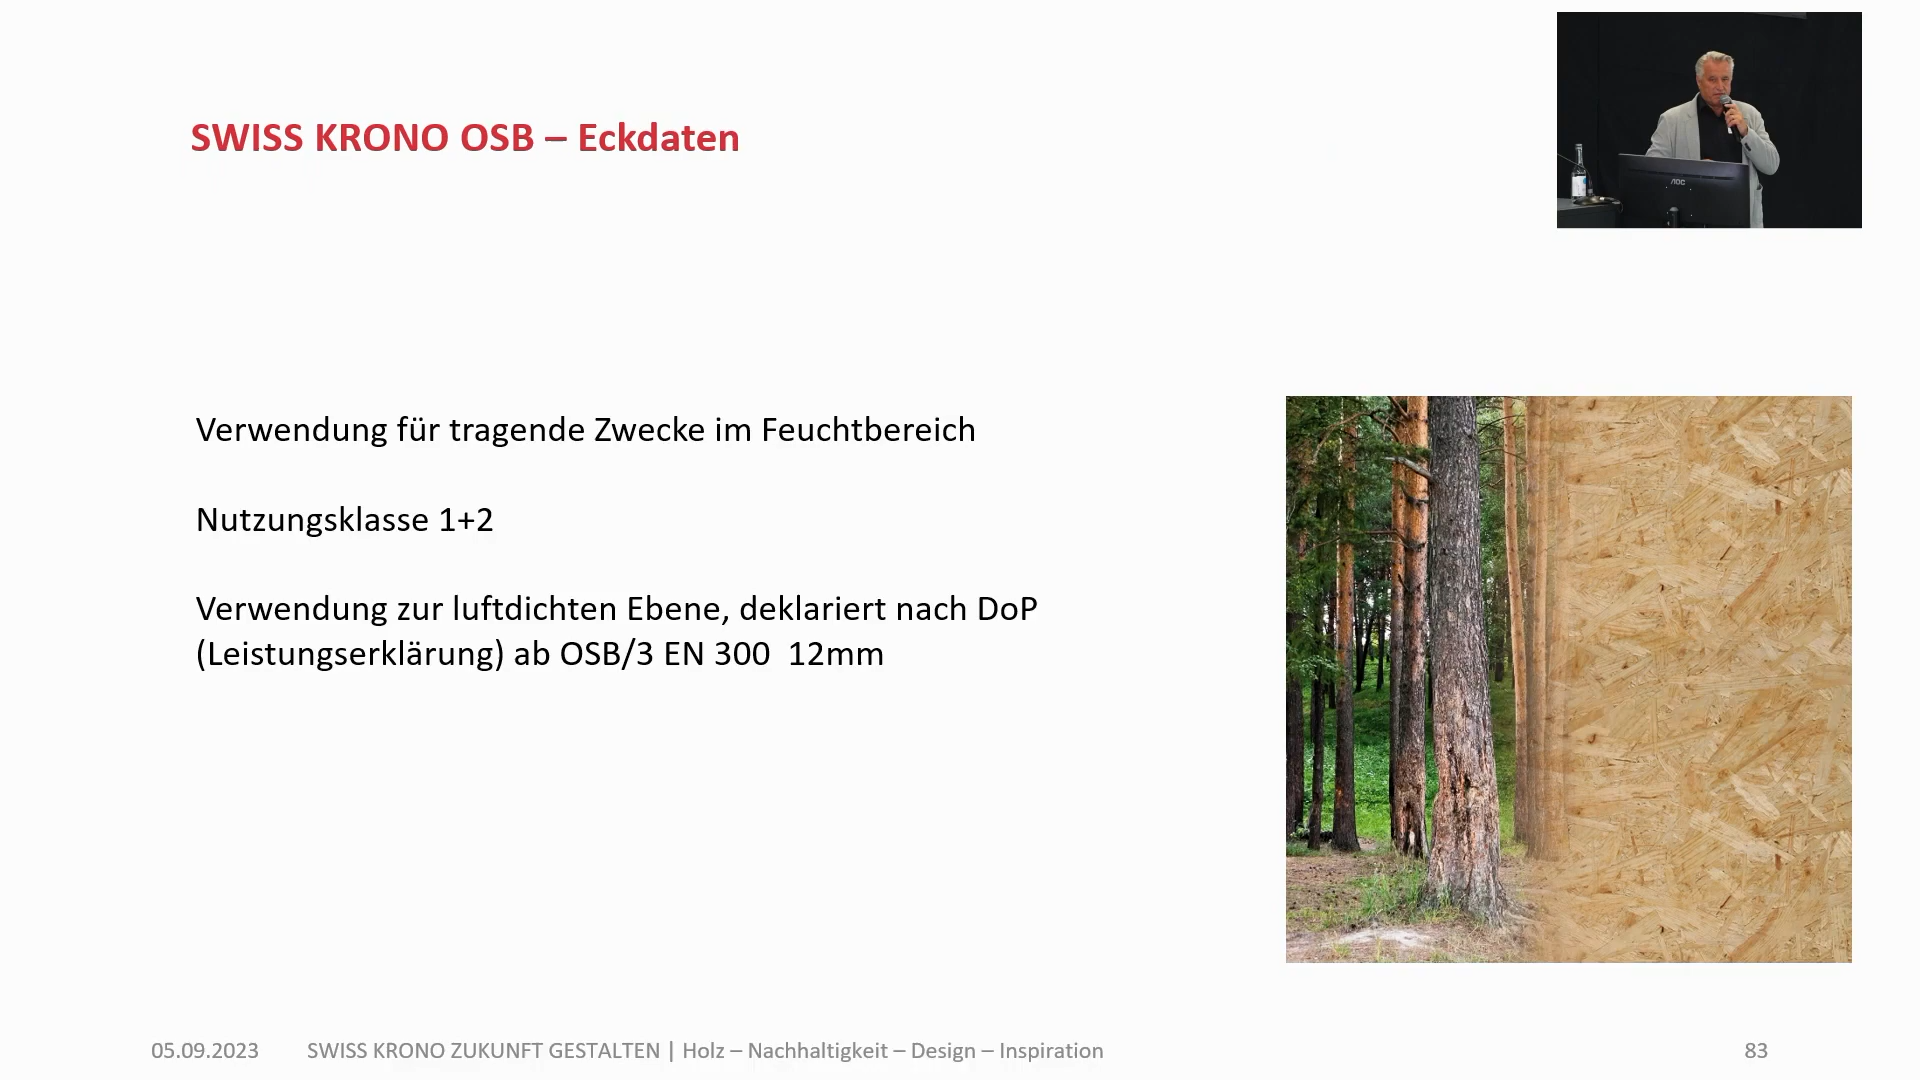 SWISS KRONO OSB – Eckdaten
AOC
Verwendung für tragende Zwecke im Feuchtbereich
Nutzungsklasse 1+2
Verwendung zur luftdichten Ebene, deklariert nach DoP
(Leistungserklärung) ab OSB/3 EN 300  12mm
05.09.2023
SWISS KRONO ZUKUNFT GESTALTEN | Holz – Nachhaltigkeit – Design – Inspiration
83